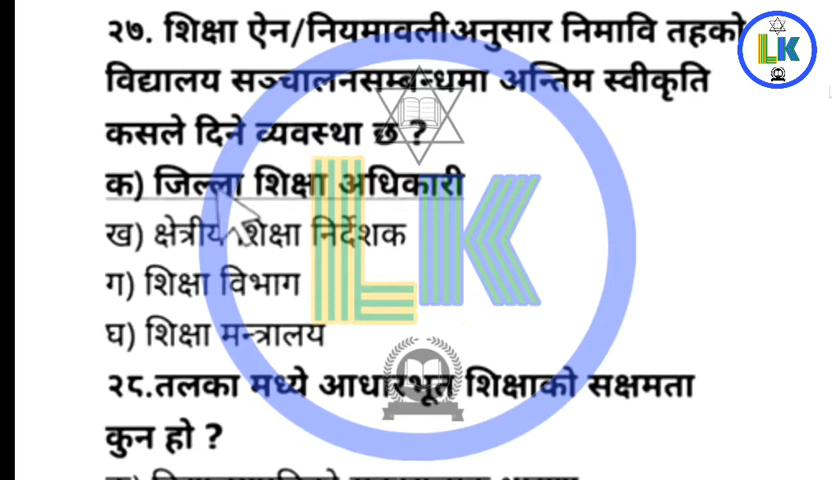 २७. शिक्षा ऐन/नियमावलीअनुसार निमावि तहको
विद्यालय सञ्चालनसम्बन्धमा अन्तिम स्वीकृति
कसले दिने व्यवस्था छ ?
क) जिल्ला शिक्षा अधिकारी
ख) क्षेत्रीय शिक्षा निर्देशक
ग) शिक्षा विभाग
घ) शिक्षा मन्त्रालय
२८.तलका मध्ये आधारभूत शिक्षाको सक्षमता
कुन हो ?
LK
LK